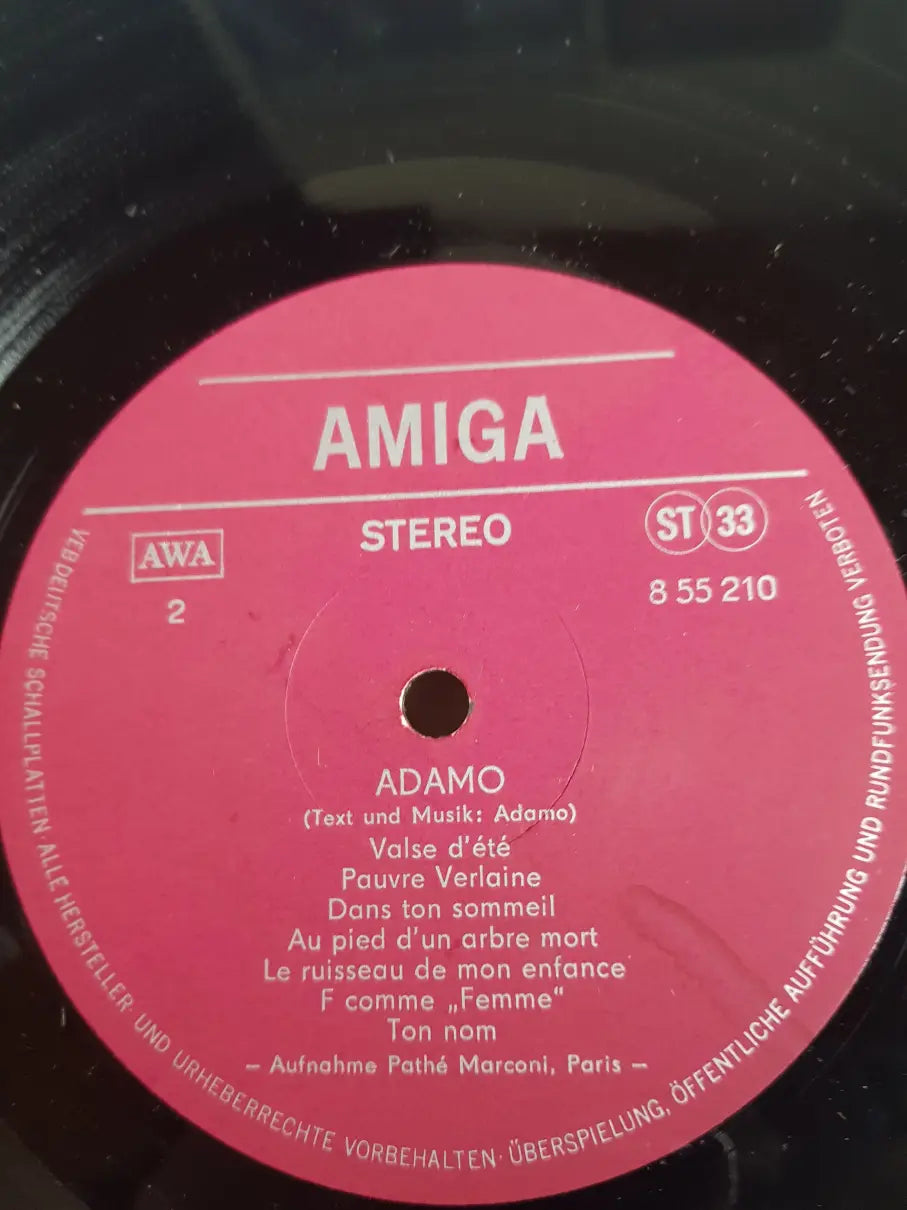 AMIGA
STEREO
AWA
2
ST 33
8 55 210
ADAMO
(Text und Musik: Adamo)
Valse d'été
Pauvre Verlaine
Dans ton sommeil
Au pied d'un arbre mort
Le ruisseau de mon enfance
F comme „Femme“
Ton nom
– Aufnahme Pathé Marconi, Paris –
VEB DEUTSCHE SCHALLPLATTEN · ALLE HERSTELLER- UND URHEBERRECHTE VORBEHALTEN · ÜBERSPIELUNG, ÖFFENTLICHE AUFFÜHRUNG UND RUNDFUNKSENDUNG VERBOTEN